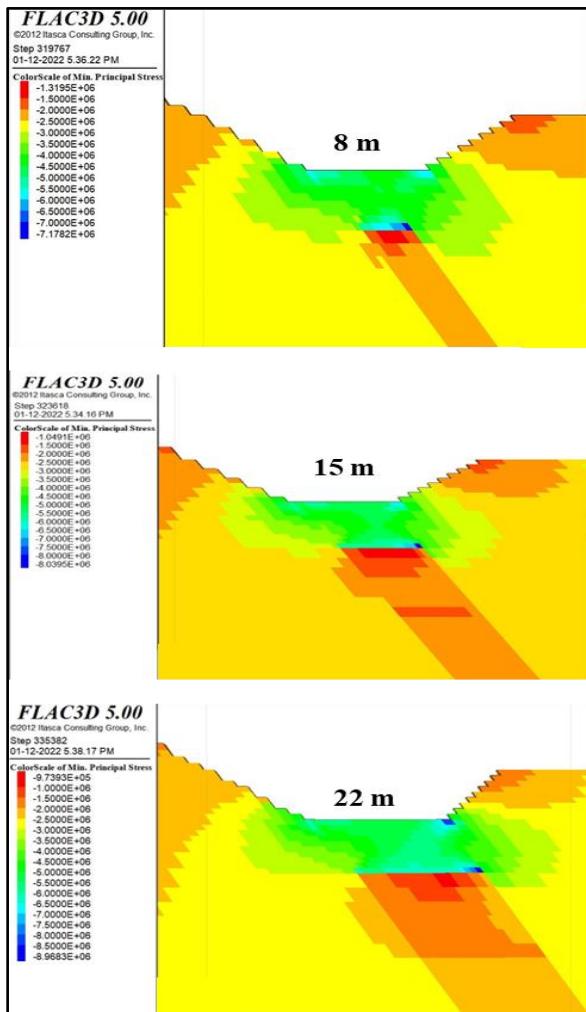 FLAC3D 5.00
©2012 Itasca Consulting Group, Inc.
Step 319767
01-12-2022 5.36.22 PM
ColorScale of Min. Principal Stress
-1.3195E+06
-1.5000E+06
-2.0000E+06
-2.5000E+06
-3.0000E+06
-3.5000E+06
-4.0000E+06
-4.5000E+06
-5.0000E+06
-5.5000E+06
-6.0000E+06
-6.5000E+06
-7.0000E+06
-7.1782E+06
8 m
FLAC3D 5.00
©2012 Itasca Consulting Group, Inc.
Step 323618
01-12-2022 5.34.16 PM
ColorScale of Min. Principal Stress
-1.0491E+06
-1.5000E+06
-2.0000E+06
-2.5000E+06
-3.0000E+06
-3.5000E+06
-4.0000E+06
-4.5000E+06
-5.0000E+06
-5.5000E+06
-6.0000E+06
-6.5000E+06
-7.0000E+06
-7.5000E+06
-8.0000E+06
-8.0395E+06
15 m
FLAC3D 5.00
©2012 Itasca Consulting Group, Inc.
Step 335382
01-12-2022 5.38.17 PM
ColorScale of Min. Principal Stress
-9.7393E+05
-1.0000E+06
-1.5000E+06
-2.0000E+06
-2.5000E+06
-3.0000E+06
-3.5000E+06
-4.0000E+06
-4.5000E+06
-5.0000E+06
-5.5000E+06
-6.0000E+06
-6.5000E+06
-7.0000E+06
-7.5000E+06
-8.0000E+06
-8.5000E+06
-8.9683E+06
22 m